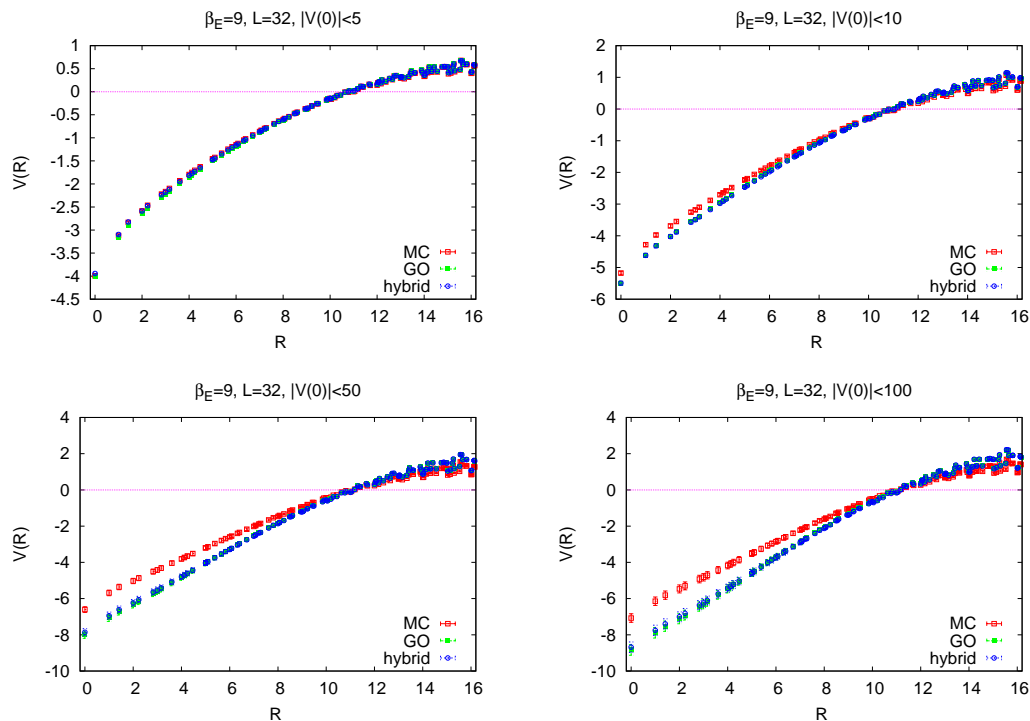 β_E=9, L=32, |V(0)|<5
1
0.5
0
-0.5
-1
-1.5
-2
-2.5
-3
-3.5
-4
-4.5
V(R)
MC
GO
hybrid
0 2 4 6 8 10 12 14 16
R
β_E=9, L=32, |V(0)|<10
2
1
0
-1
-2
-3
-4
-5
-6
V(R)
MC
GO
hybrid
0 2 4 6 8 10 12 14 16
R
β_E=9, L=32, |V(0)|<50
4
2
0
-2
-4
-6
-8
-10
V(R)
MC
GO
hybrid
0 2 4 6 8 10 12 14 16
R
β_E=9, L=32, |V(0)|<100
4
2
0
-2
-4
-6
-8
-10
V(R)
MC
GO
hybrid
0 2 4 6 8 10 12 14 16
R